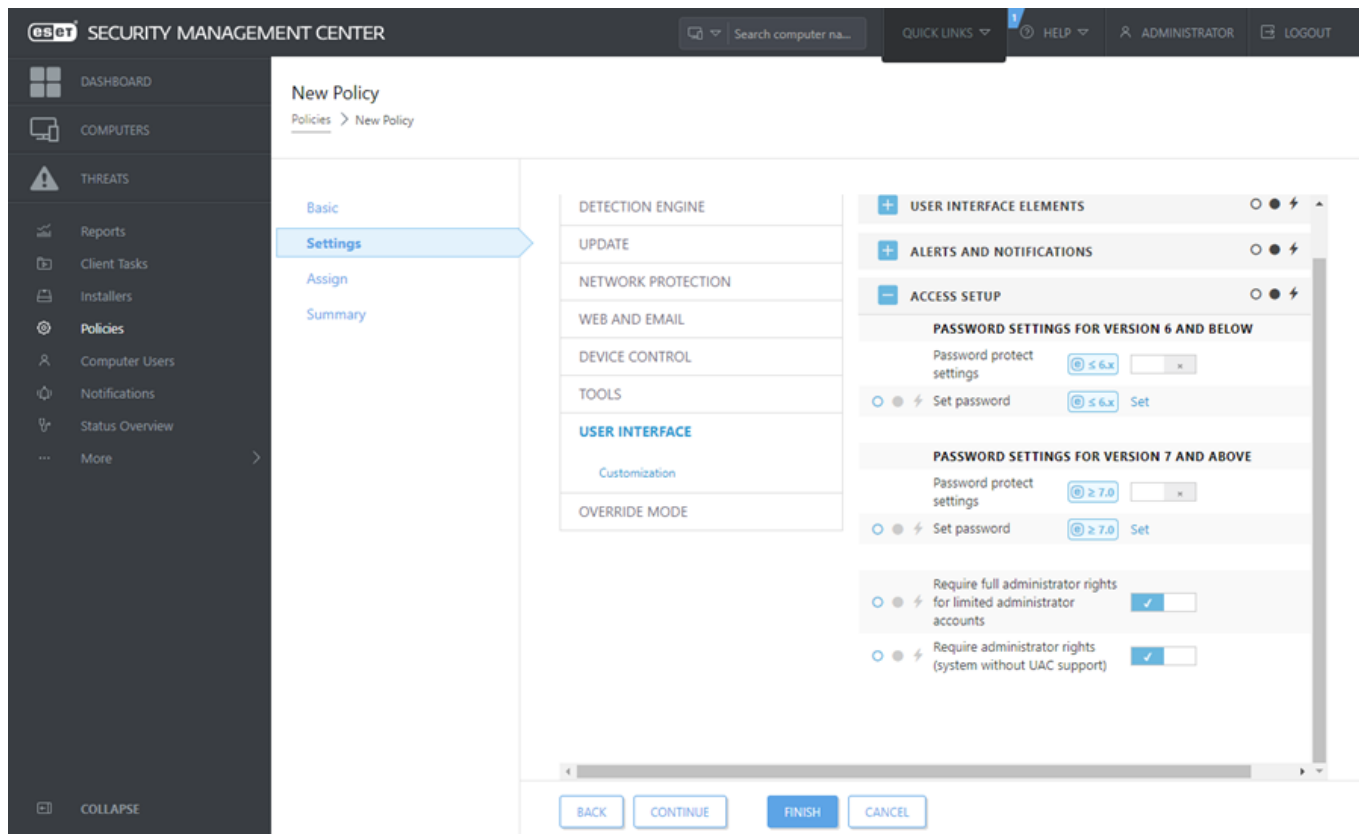 eset SECURITY MANAGEMENT CENTER
Search computer na...
QUICK LINKS
1
HELP
ADMINISTRATOR
LOGOUT
DASHBOARD
COMPUTERS
THREATS
Reports
Client Tasks
Installers
Policies
Computer Users
Notifications
Status Overview
More
COLLAPSE
New Policy
Policies > New Policy
Basic
Settings
Assign
Summary
DETECTION ENGINE
UPDATE
NETWORK PROTECTION
WEB AND EMAIL
DEVICE CONTROL
TOOLS
USER INTERFACE
Customization
OVERRIDE MODE
USER INTERFACE ELEMENTS
ALERTS AND NOTIFICATIONS
ACCESS SETUP
PASSWORD SETTINGS FOR VERSION 6 AND BELOW
Password protect
settings
ⓔ ≤ 6.x
Set password ⓔ ≤ 6.x Set
PASSWORD SETTINGS FOR VERSION 7 AND ABOVE
Password protect
settings
ⓔ ≥ 7.0
Set password ⓔ ≥ 7.0 Set
Require full administrator rights
for limited administrator
accounts
Require administrator rights
(system without UAC support)
BACK
CONTINUE
FINISH
CANCEL